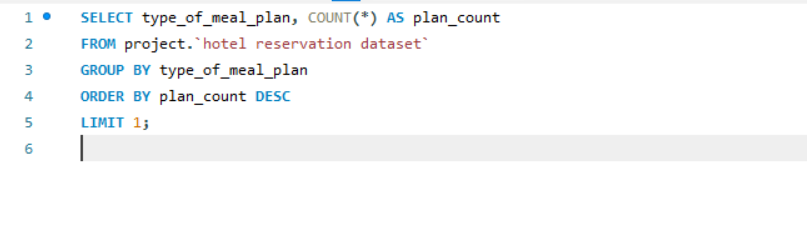 1 SELECT type_of_meal_plan, COUNT(*) AS plan_count
2 FROM project.`hotel reservation dataset`
3 GROUP BY type_of_meal_plan
4 ORDER BY plan_count DESC
5 LIMIT 1;
6